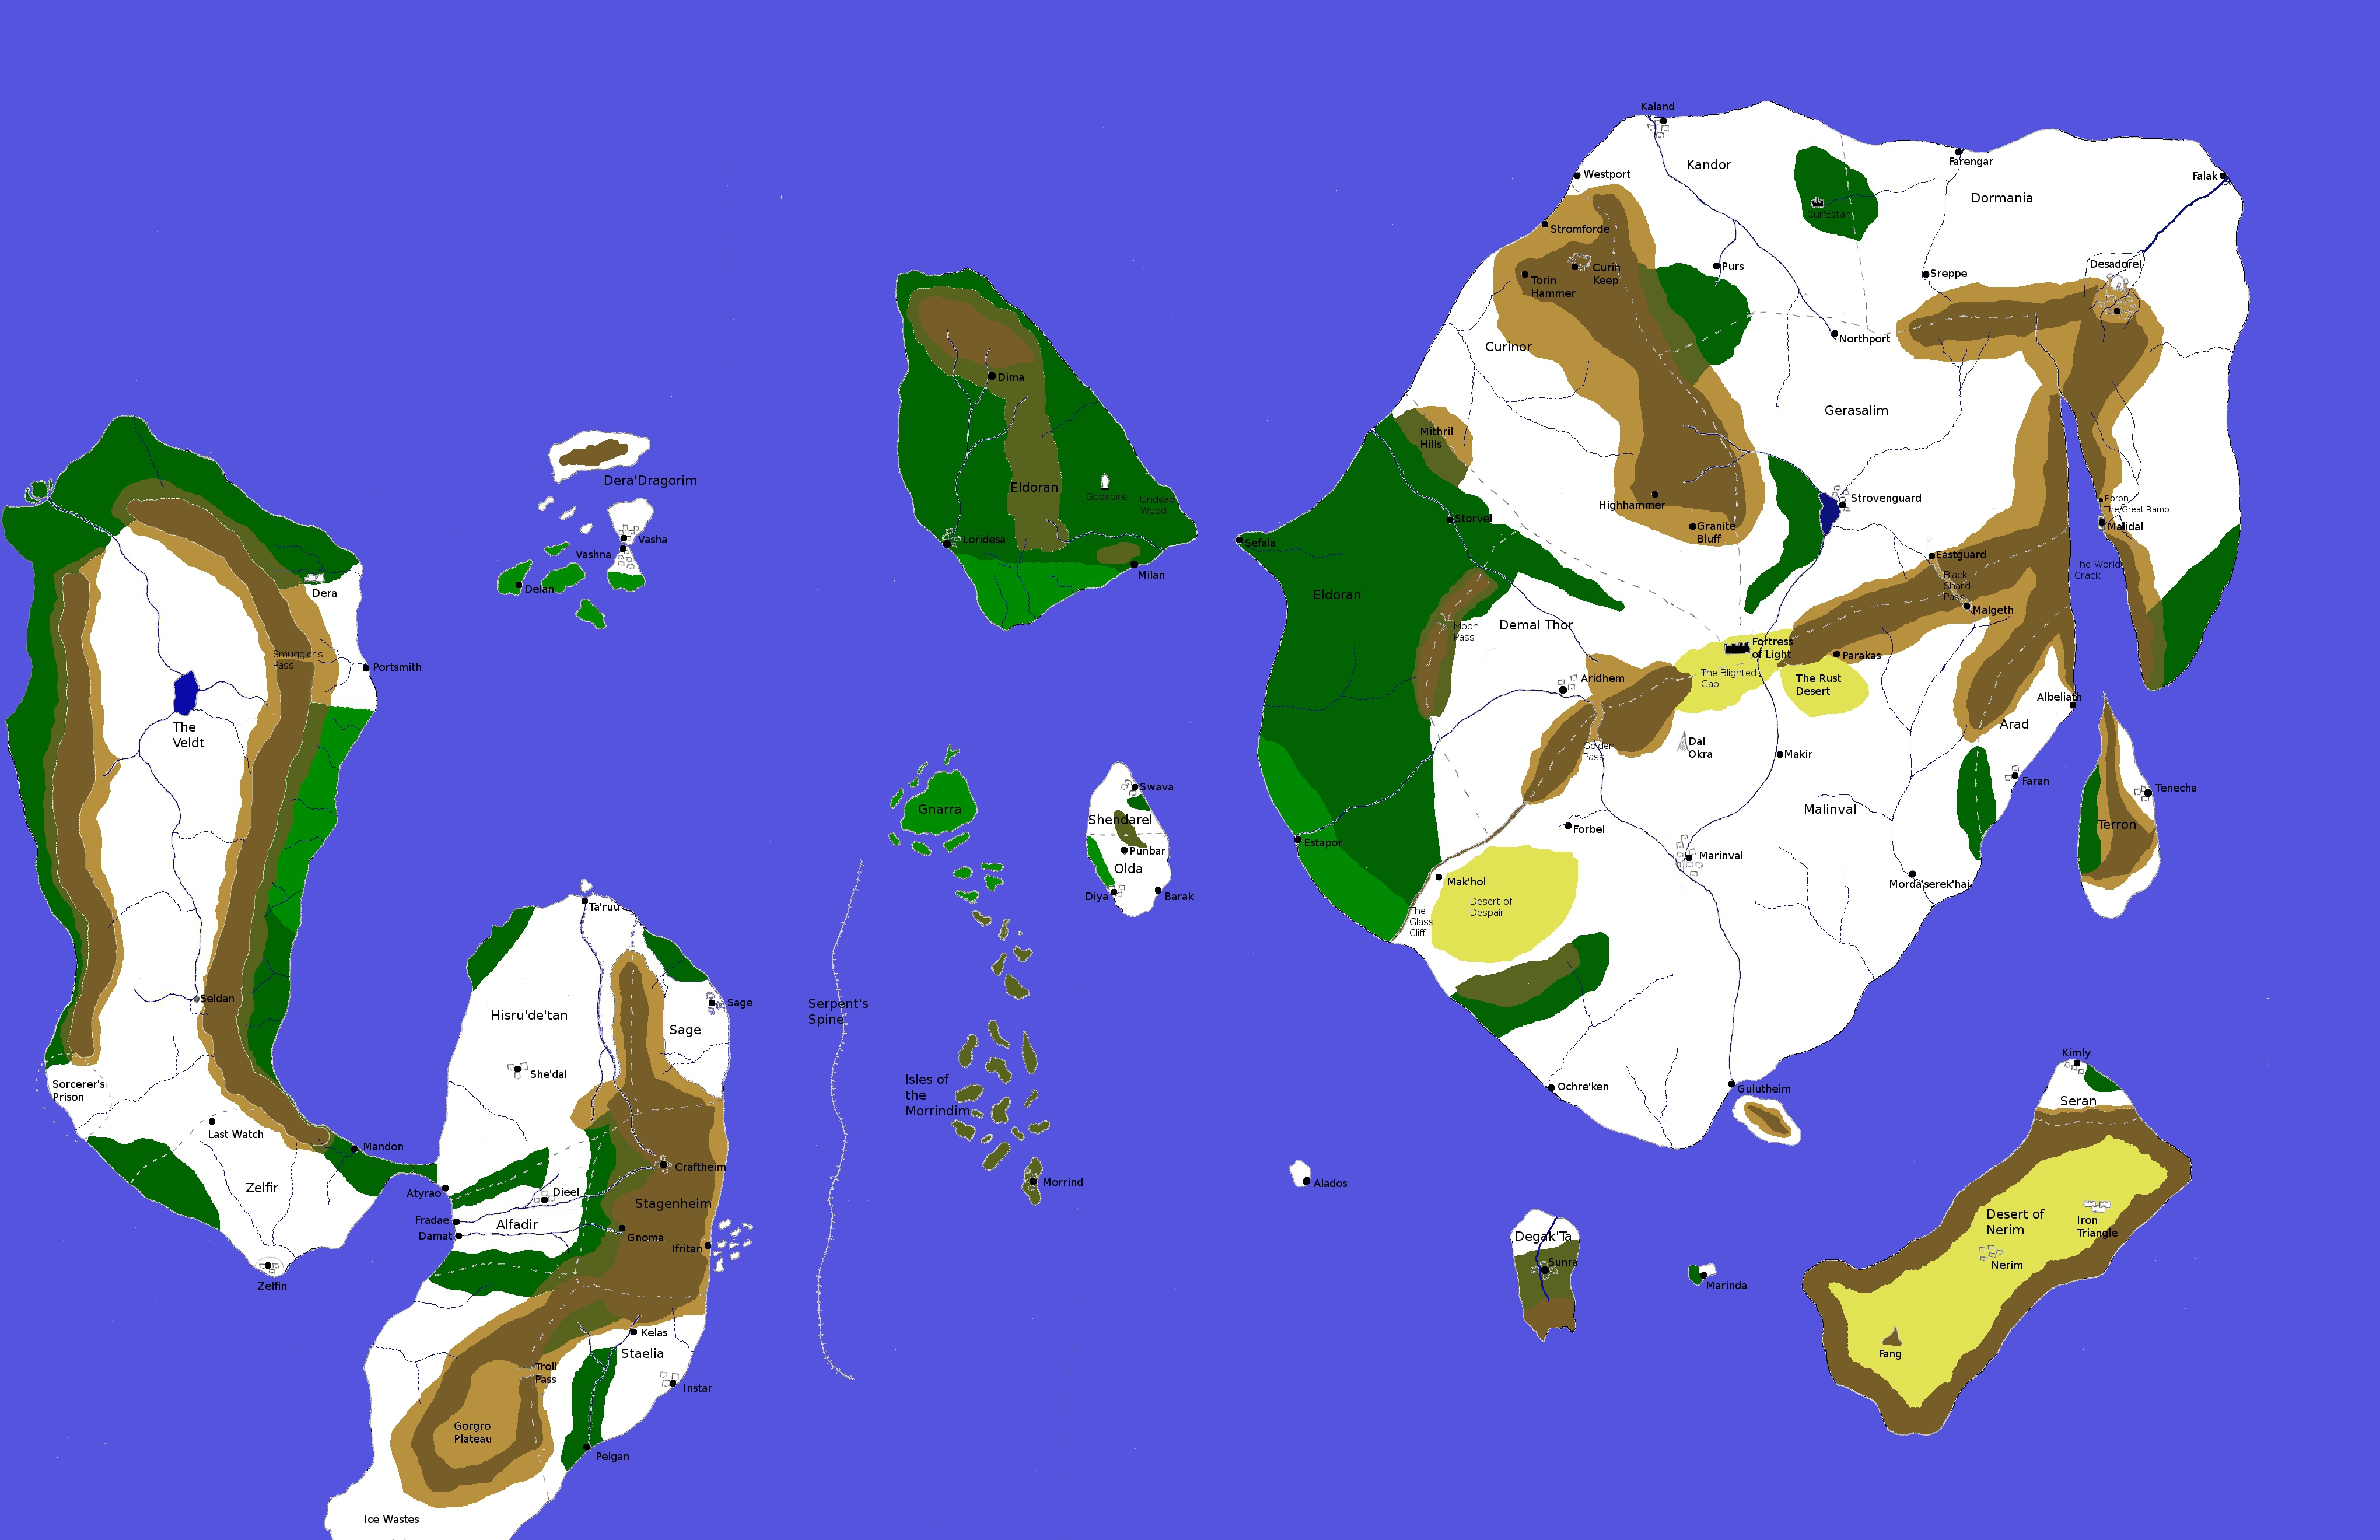 Kaland
Kandor
Westport
Farengar
Falak
Dormania
Cur'Estan
Stromforde
Curin
Keep
Torin
Hammer
Purs
Sreppe
Desadorel
Northport
Curinor
Gerasalim
Mithril
Hills
Highhammer
Granite
Bluff
Strovenguard
Poron
The Great Ramp
Malidal
Storvel
Sefala
Eastguard
Black
Shard
Pass
The World
Crack
Malgeth
Eldoran
Moon
Pass
Demal Thor
Fortress
of Light
Parakas
The Blighted
Gap
The Rust
Desert
Aridhem
Albeliath
Arad
Golden
Pass
Dal
Okra
Makir
Faran
Tenecha
Malinval
Terron
Forbel
Estapor
Marinval
Mak'hol
Morda'serek'hai
Desert of
Despair
The
Glass
Cliff
Ochre'ken
Gulutheim
Kimly
Seran
Desert of
Nerim
Iron
Triangle
Nerim
Fang
Marinda
Degak'Ta
Sunra
Alados
Dima
Eldoran
Godspire
Undead
Wood
Loridesa
Milan
Dera'Dragorim
Vasha
Vashna
Delan
Gnarra
Swava
Shendarel
Punbar
Olda
Diya
Barak
Serpent's
Spine
Isles of
the
Morrindim
Morrind
Dera
Smuggler's
Pass
Portsmith
The
Veldt
Seldan
Sorcerer's
Prison
Last Watch
Mandon
Zelfir
Zelfin
Ta'ruu
Sage
Hisru'de'tan
Sage
She'dal
Craftheim
Atyrao
Dieel
Stagenheim
Fradae
Alfadir
Damat
Gnoma
Ifritan
Kelas
Staelia
Troll
Pass
Instar
Gorgro
Plateau
Pelgan
Ice Wastes